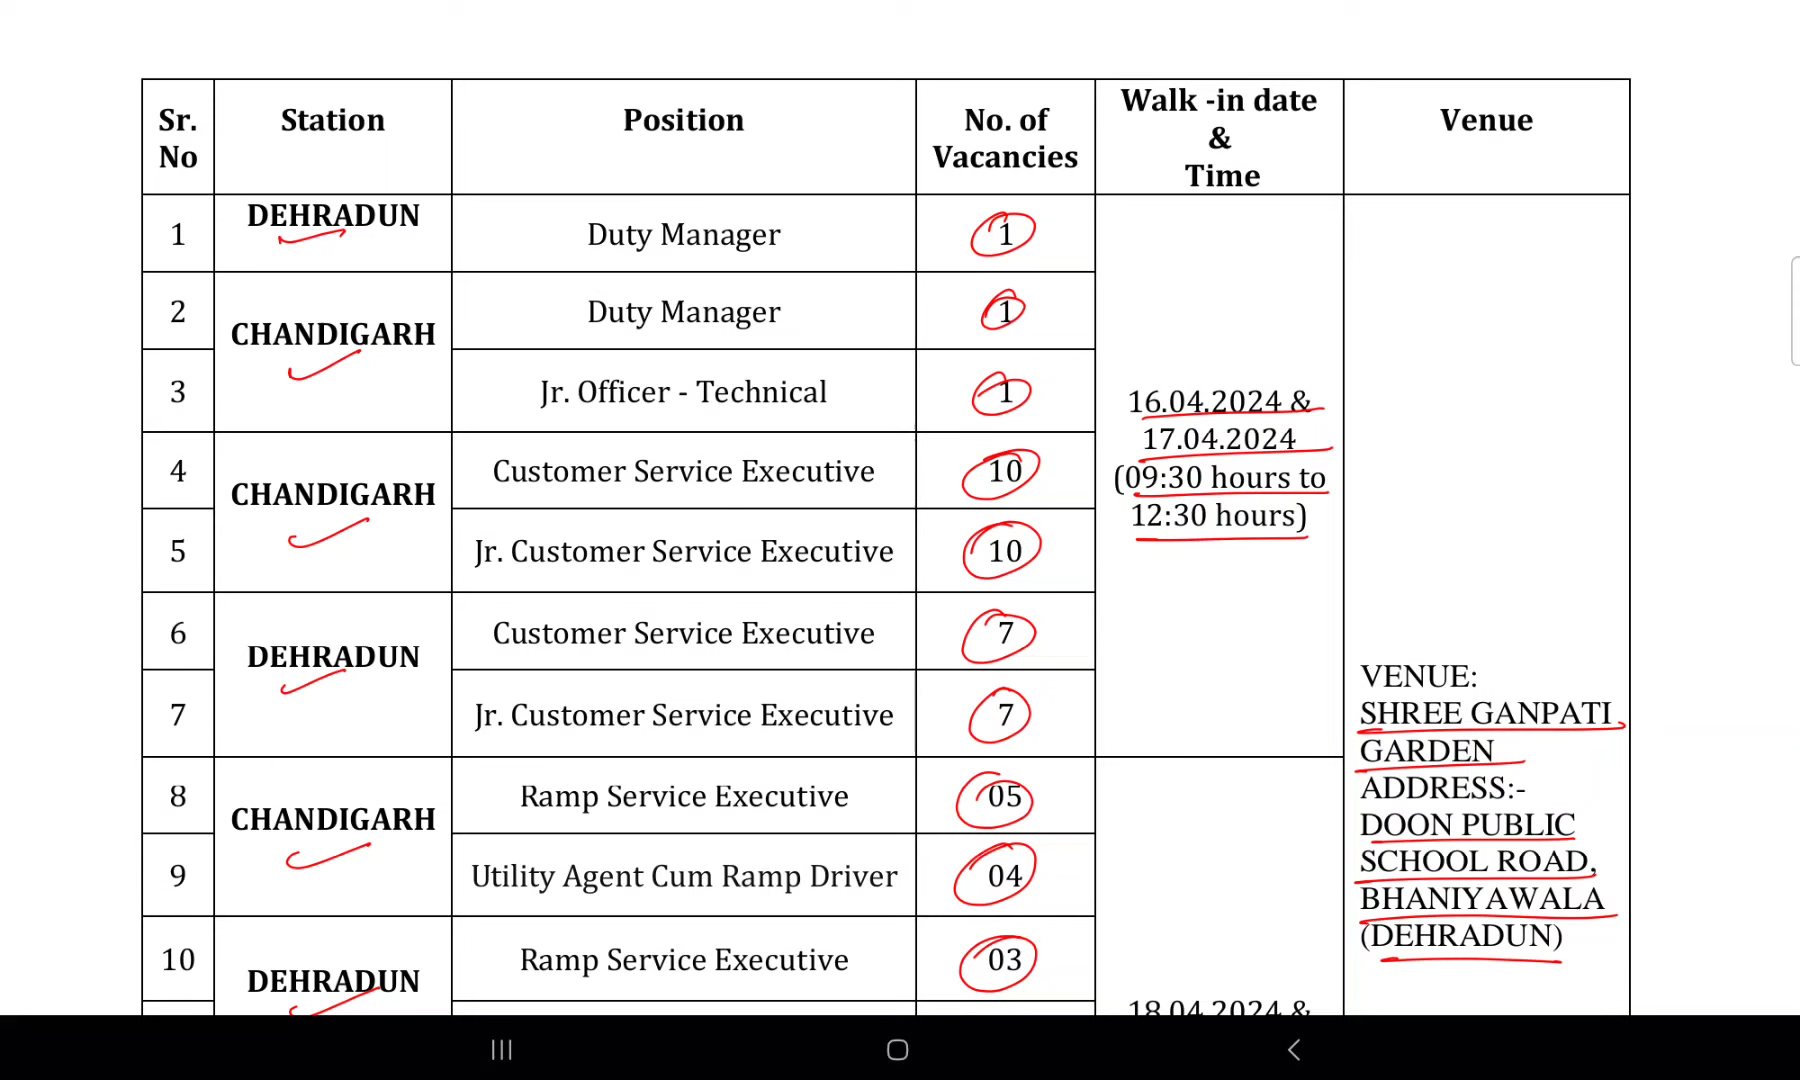 Sr. No
Station
Position
No. of Vacancies
Walk -in date & Time
Venue
1
DEHRADUN
Duty Manager
1
2
CHANDIGARH
Duty Manager
1
3
Jr. Officer - Technical
1
16.04.2024 &
17.04.2024
(09:30 hours to
12:30 hours)
4
CHANDIGARH
Customer Service Executive
10
5
Jr. Customer Service Executive
10
6
DEHRADUN
Customer Service Executive
7
7
Jr. Customer Service Executive
7
8
CHANDIGARH
Ramp Service Executive
05
9
Utility Agent Cum Ramp Driver
04
10
DEHRADUN
Ramp Service Executive
03
18.04.2024 &
VENUE:
SHREE GANPATI
GARDEN
ADDRESS:-
DOON PUBLIC
SCHOOL ROAD,
BHANIYAWALA
(DEHRADUN)